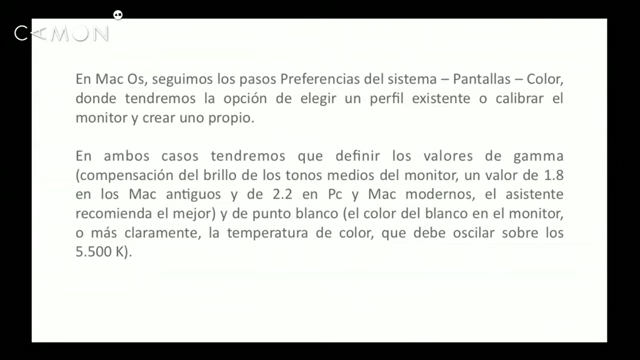 CAMON
En Mac Os, seguimos los pasos Preferencias del sistema – Pantallas – Color,
donde tendremos la opción de elegir un perfil existente o calibrar el
monitor y crear uno propio.
En ambos casos tendremos que definir los valores de gamma
(compensación del brillo de los tonos medios del monitor, un valor de 1.8
en los Mac antiguos y de 2.2 en Pc y Mac modernos, el asistente
recomienda el mejor) y de punto blanco (el color del blanco en el monitor,
o más claramente, la temperatura de color, que debe oscilar sobre los
5.500 K).